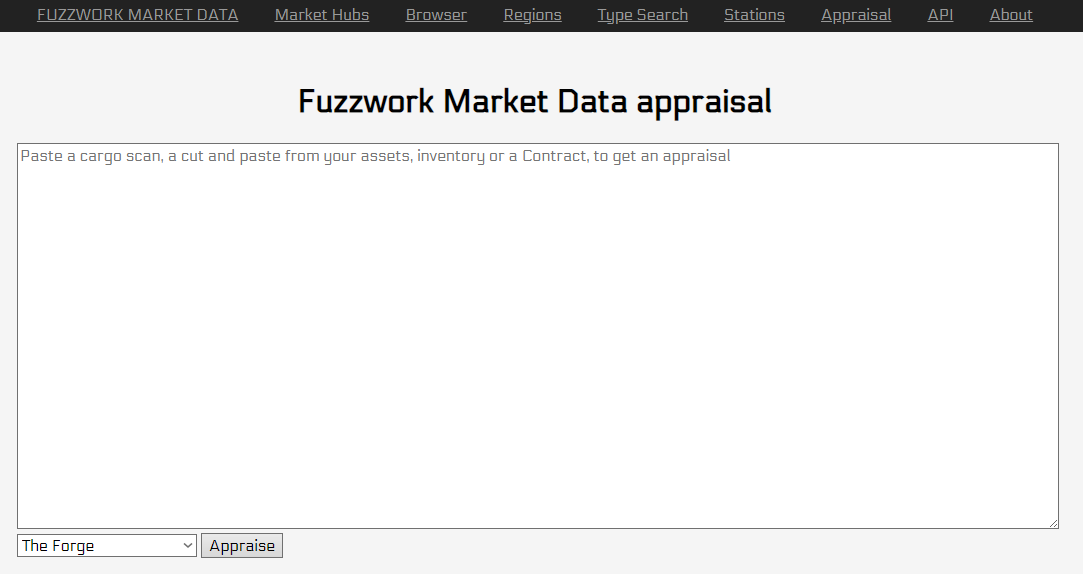 FUZZWORK MARKET DATA Market Hubs Browser Regions Type Search Stations Appraisal API About
Fuzzwork Market Data appraisal
Paste a cargo scan, a cut and paste from your assets, inventory or a Contract, to get an appraisal
The Forge Appraise